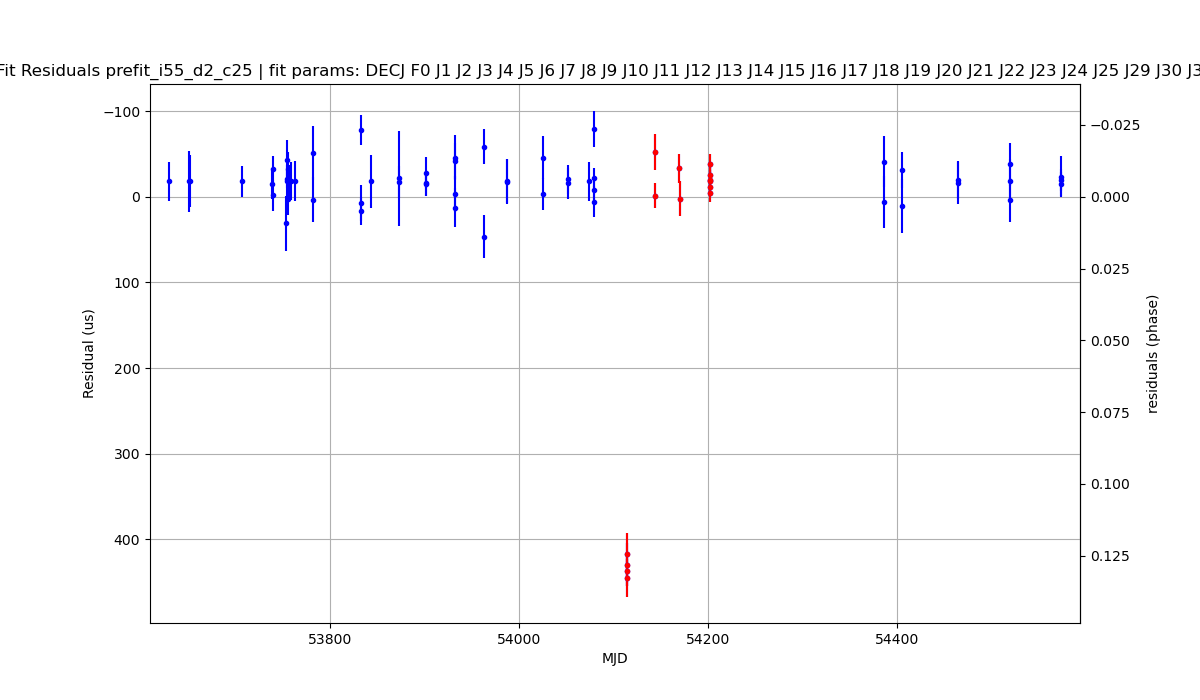 Fit Residuals prefit_i55_d2_c25 | fit params: DECJ F0 J1 J2 J3 J4 J5 J6 J7 J8 J9 J10 J11 J12 J13 J14 J15 J16 J17 J18 J19 J20 J21 J22 J23 J24 J25 J29 J30 J3
−100
0
100
200
300
400
Residual (us)
−0.025
0.000
0.025
0.050
0.075
0.100
0.125
residuals (phase)
53800 54000 54200 54400
MJD